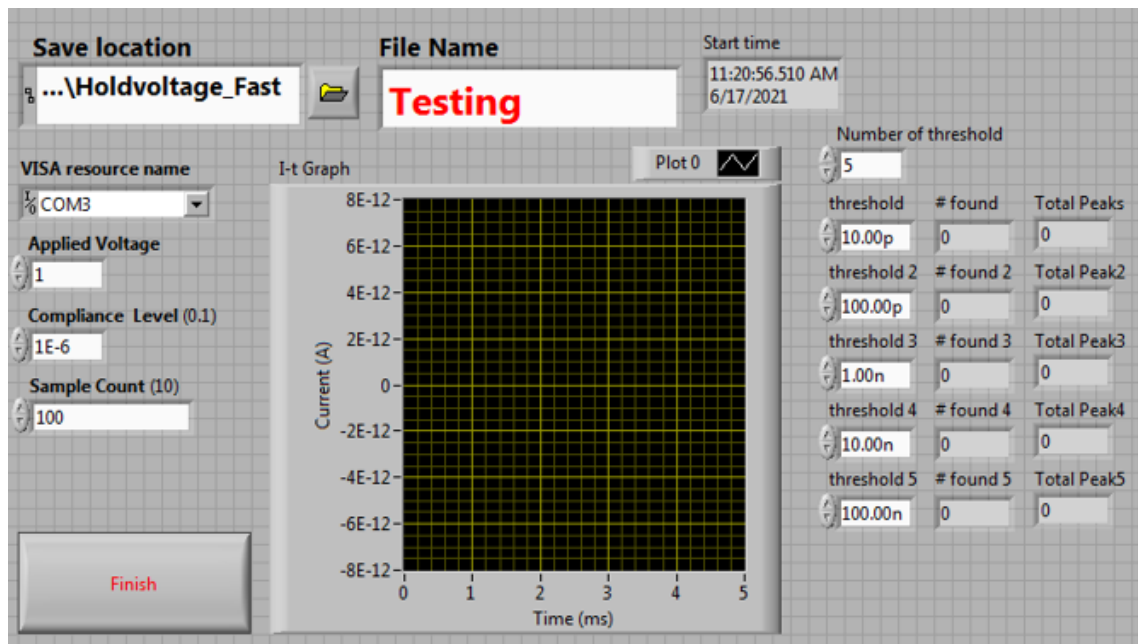 Save location
...\Holdvoltage_Fast
File Name
Testing
Start time
11:20:56.510 AM
6/17/2021
VISA resource name
COM3
Applied Voltage
1
Compliance Level (0.1)
1E-6
Sample Count (10)
100
Finish
I-t Graph
Plot 0
Current (A)
8E-12
6E-12
4E-12
2E-12
0
-2E-12
-4E-12
-6E-12
-8E-12
0 1 2 3 4 5
Time (ms)
Number of threshold
5
threshold # found Total Peaks
10.00p 0 0
threshold 2 # found 2 Total Peak2
100.00p 0 0
threshold 3 # found 3 Total Peak3
1.00n 0 0
threshold 4 # found 4 Total Peak4
10.00n 0 0
threshold 5 # found 5 Total Peak5
100.00n 0 0